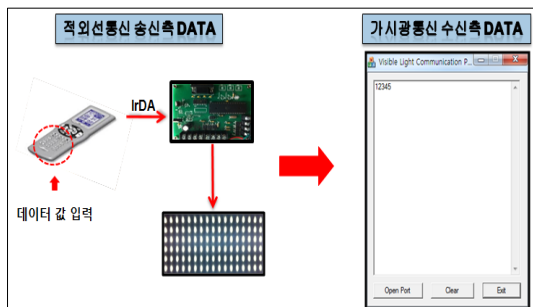 적외선통신 송신측 DATA
가시광통신 수신측 DATA
IrDA
데이터 값 입력
Visible Light Communication P...
12345
Open Port
Clear
Exit